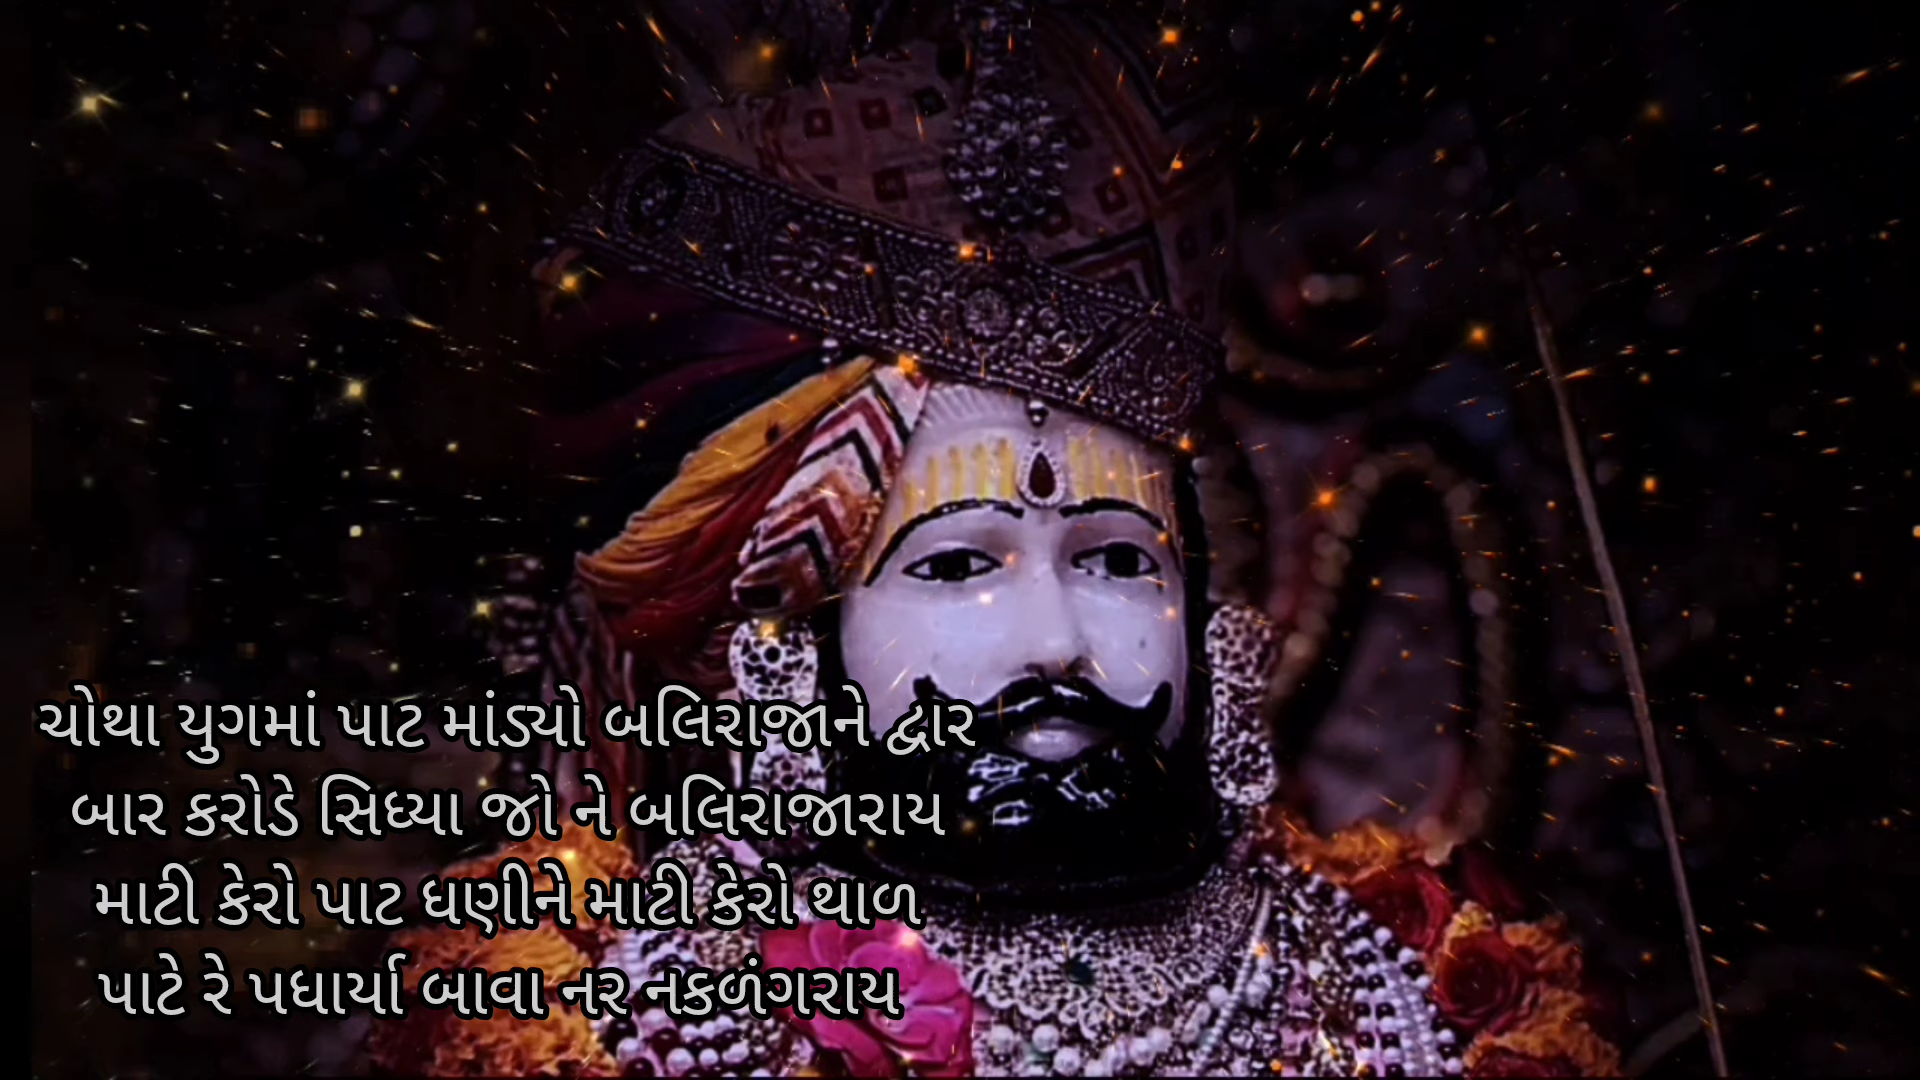 ચોથા યુગમાં પાટ માંડ્યો બલિરાજાને દ્વાર
બાર કરોડે સિધ્યા જો ને બલિરાજારાય
માટી કેરો પાટ ધણીને માટી કેરો થાળ
પાટે રે પધાર્યા બાવા નર નકળંગરાય